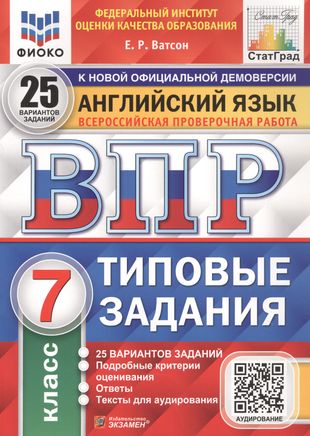 ФЕДЕРАЛЬНЫЙ ИНСТИТУТ
ОЦЕНКИ КАЧЕСТВА ОБРАЗОВАНИЯ
ФИОКО
Е. Р. Ватсон
СтатГрад
СтатГрад
25
ВАРИАНТОВ
ЗАДАНИЙ
К НОВОЙ ОФИЦИАЛЬНОЙ ДЕМОВЕРСИИ
АНГЛИЙСКИЙ ЯЗЫК
ВСЕРОССИЙСКАЯ ПРОВЕРОЧНАЯ РАБОТА
ВПР
7
класс
ТИПОВЫЕ
ЗАДАНИЯ
25 ВАРИАНТОВ ЗАДАНИЙ
Подробные критерии
оценивания
Ответы
Тексты для аудирования
АУДИРОВАНИЕ
Издательство
ЭКЗАМЕН